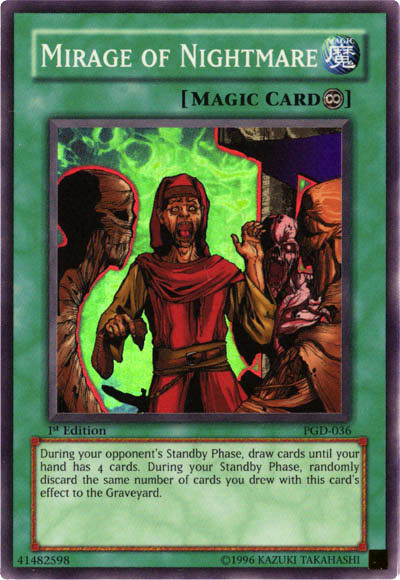 MIRAGE OF NIGHTMARE
MAGIC
魔
[MAGIC CARD]
1st Edition
PGD-036
During your opponent's Standby Phase, draw cards until your
hand has 4 cards. During your Standby Phase, randomly
discard the same number of cards you drew with this card's
effect to the Graveyard.
41482598
©1996 KAZUKI TAKAHASHI